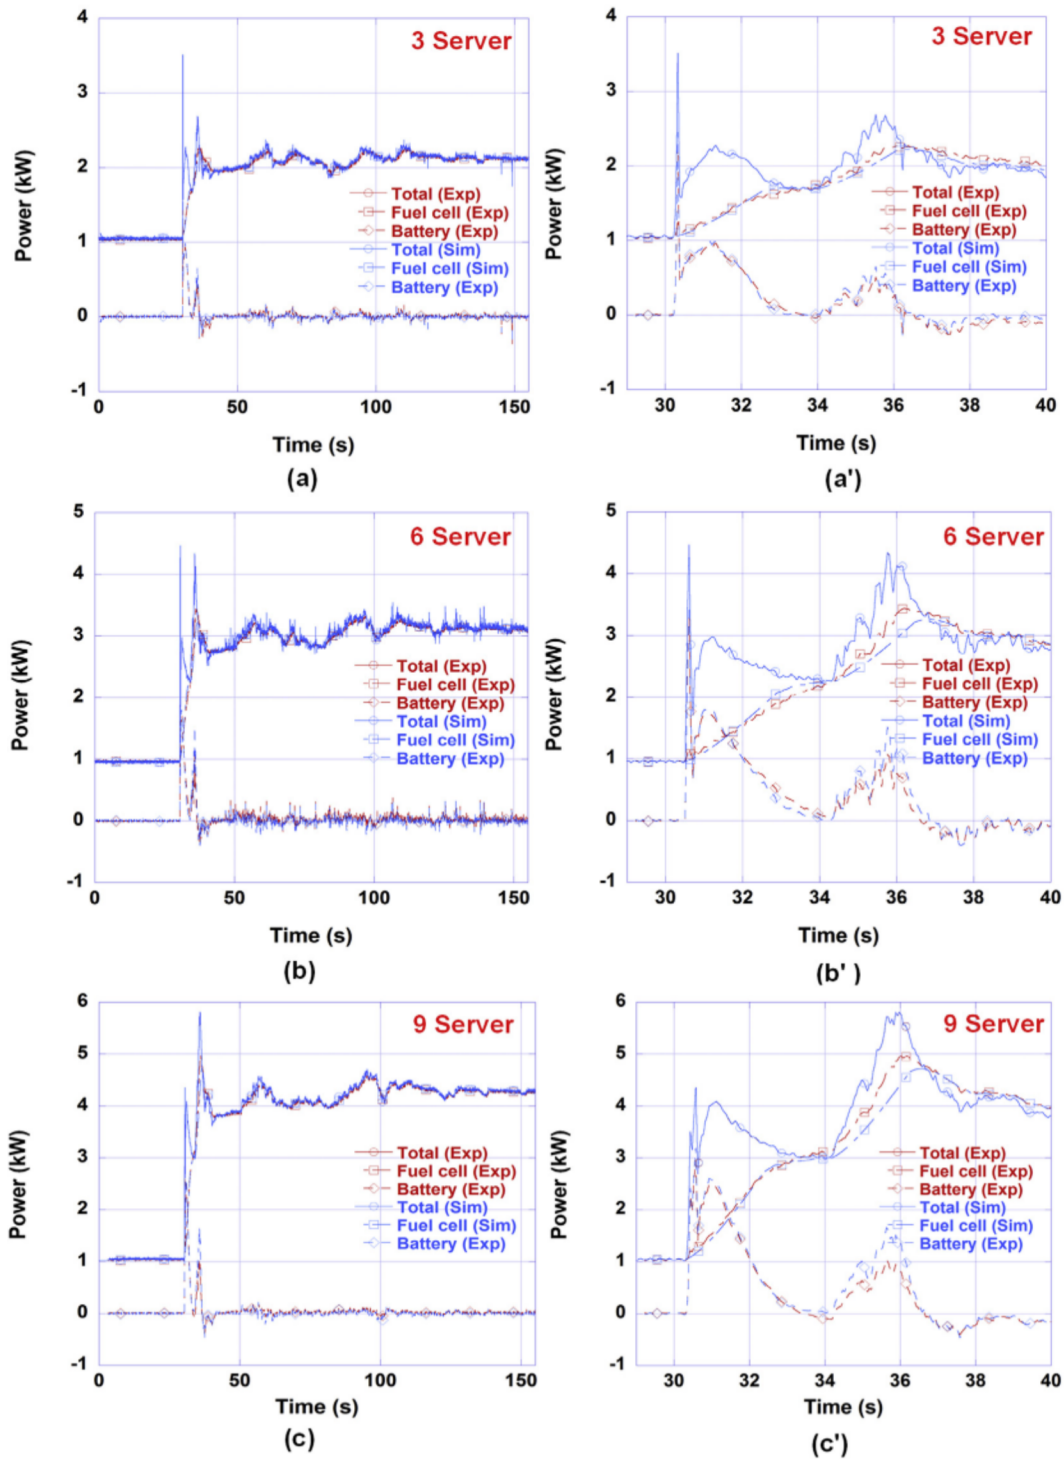 4
3 Server
3
2
Power (kW)
Total (Exp)
Fuel cell (Exp)
Battery (Exp)
1
Total (Sim)
Fuel cell (Sim)
Battery (Exp)
0
-1
0 50 100 150
Time (s)
(a)
4
3 Server
3
2
Power (kW)
Total (Exp)
Fuel cell (Exp)
Battery (Exp)
1
Total (Sim)
Fuel cell (Sim)
Battery (Exp)
0
-1
30 32 34 36 38 40
Time (s)
(a')
5
6 Server
4
3
Power (kW)
Total (Exp)
Fuel cell (Exp)
2
Battery (Exp)
Total (Sim)
Fuel cell (Sim)
1
Battery (Exp)
0
-1
0 50 100 150
Time (s)
(b)
5
6 Server
4
3
Power (kW)
Total (Exp)
Fuel cell (Exp)
2
Battery (Exp)
Total (Sim)
Fuel cell (Sim)
1
Battery (Exp)
0
-1
30 32 34 36 38 40
Time (s)
(b' )
6
9 Server
5
4
Power (kW)
3
Total (Exp)
Fuel cell (Exp)
Battery (Exp)
2
Total (Sim)
Fuel cell (Sim)
Battery (Exp)
1
0
-1
0 50 100 150
Time (s)
(c)
6
9 Server
5
4
Power (kW)
3
Total (Exp)
Fuel cell (Exp)
Battery (Exp)
2
Total (Sim)
Fuel cell (Sim)
Battery (Exp)
1
0
-1
30 32 34 36 38 40
Time (s)
(c')